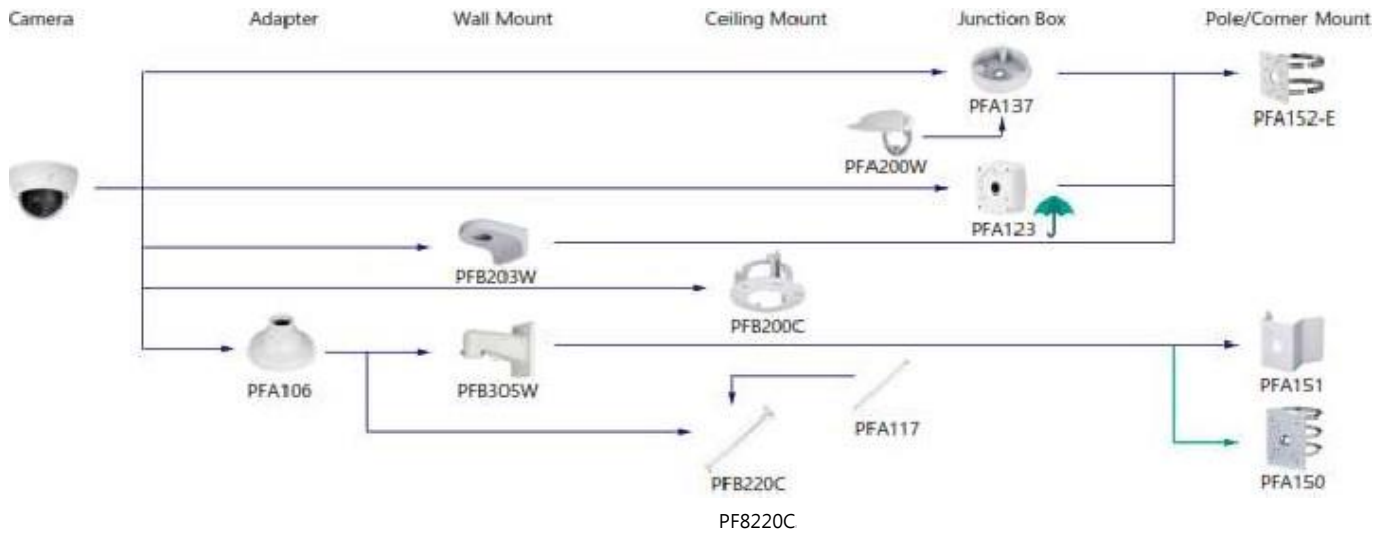 Camera
Adapter
Wall Mount
Ceiling Mount
Junction Box
Pole/Corner Mount
PFA137
PFA152-E
PFA200W
PFA123
PFB203W
PFB200C
PFA106
PFB305W
PFA151
PFA117
PFB220C
PFA150
PF8220C